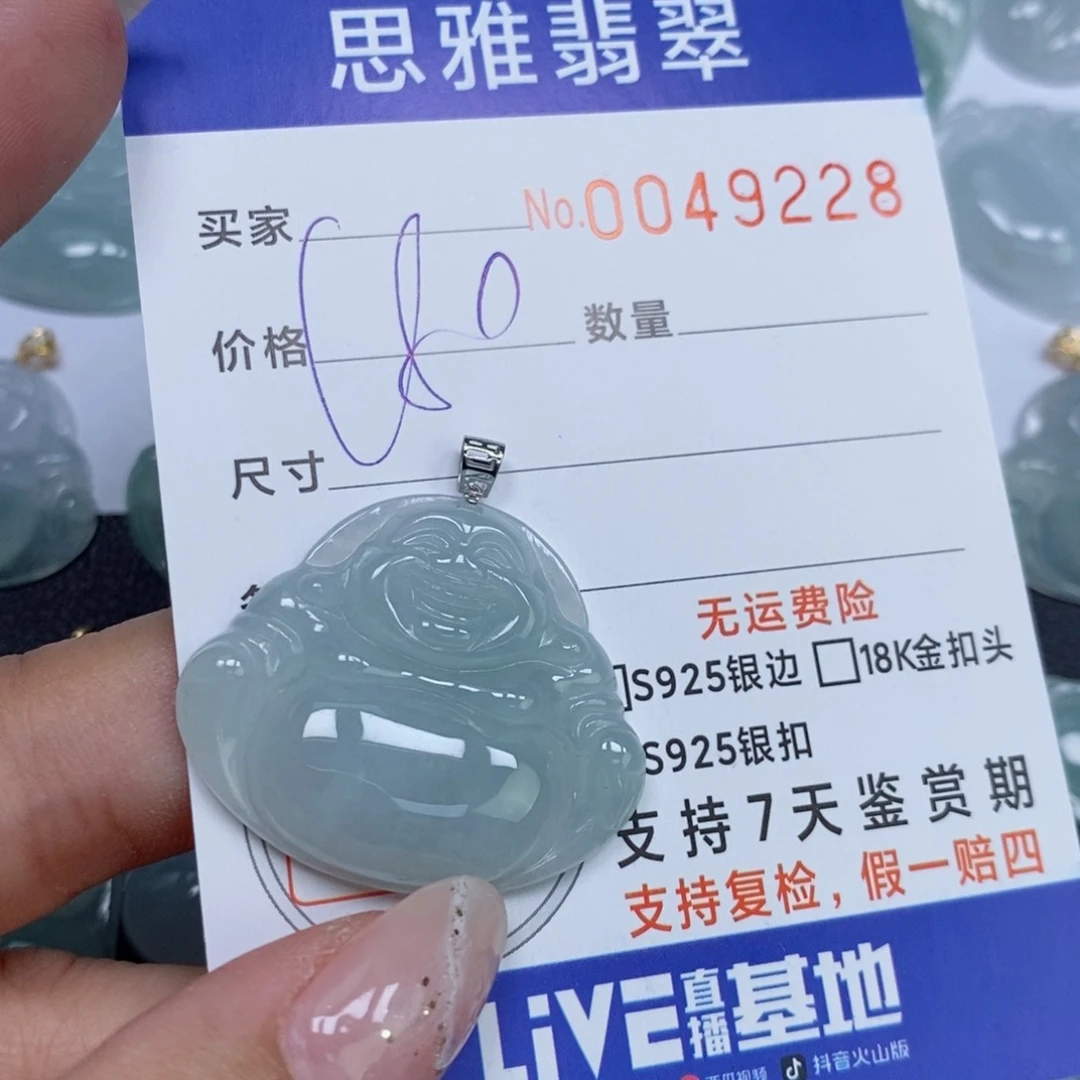 思雅翡翠
买家 No.0049228
价格 数量
尺寸
无运费险
S925银边 □18K金扣头
S925银扣
支持7天鉴赏期
支持复检，假一赔四
LiVE直播基地
抖音火山版